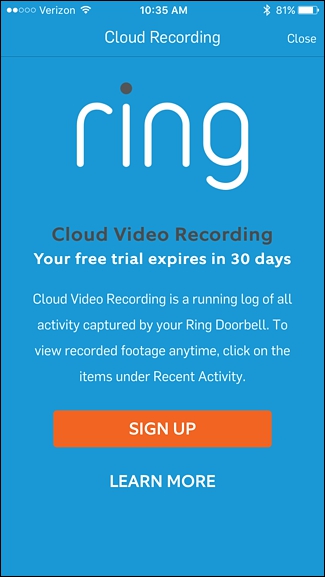 Verizon 10:35 AM 81%
Cloud Recording Close
ring
Cloud Video Recording
Your free trial expires in 30 days
Cloud Video Recording is a running log of all
activity captured by your Ring Doorbell. To
view recorded footage anytime, click on the
items under Recent Activity.
SIGN UP
LEARN MORE